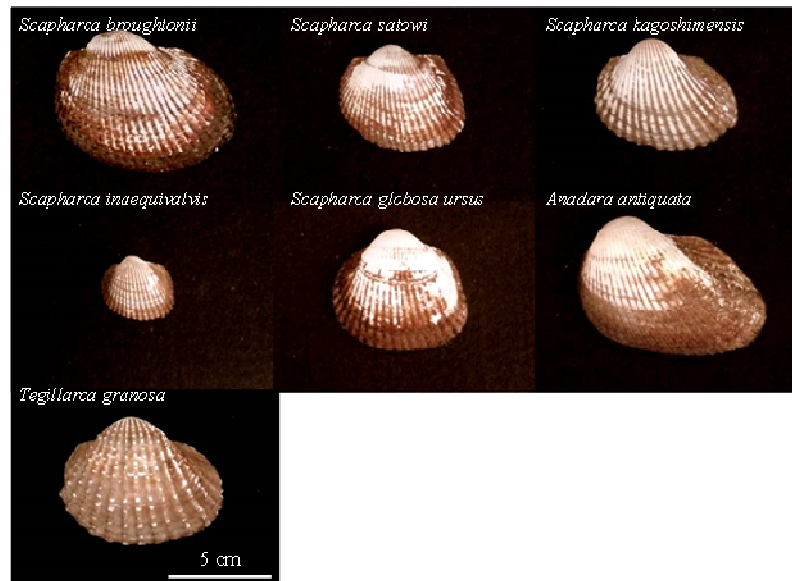 Scapharca broughtonii
Scapharca satowi
Scapharca kagoshimensis
Scapharca inaequivalvis
Scapharca globosa ursus
Anadara antiquata
Tegillarca granosa
5 cm